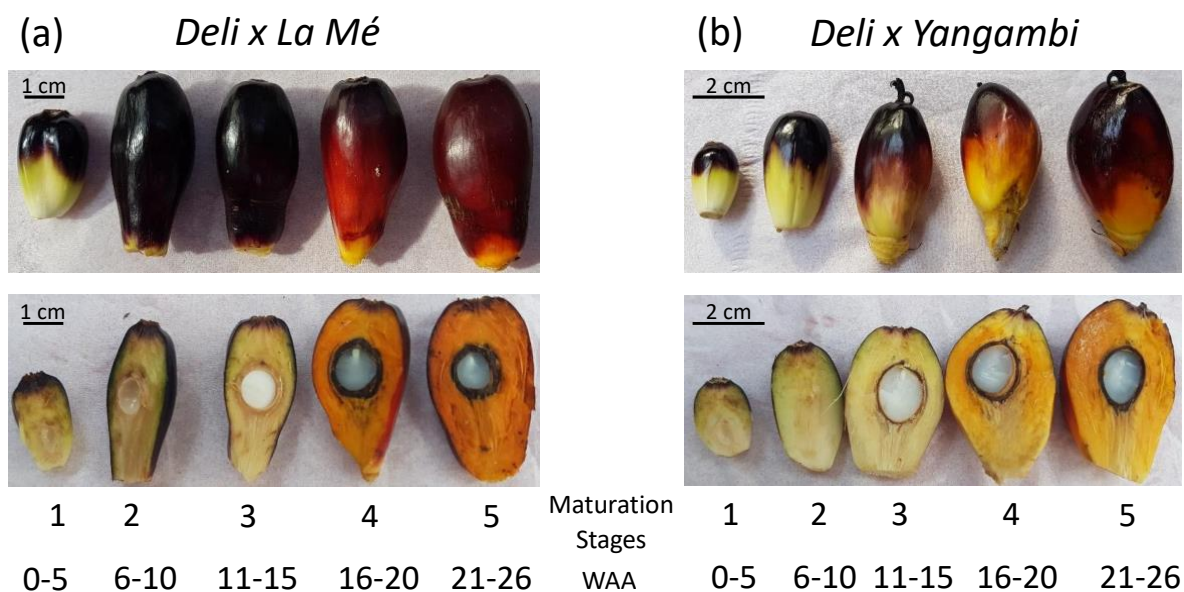 (a) Deli x La Mé
(b) Deli x Yangambi
1 cm
2 cm
1 cm
2 cm
1 2 3 4 5 Maturation Stages 1 2 3 4 5
0-5 6-10 11-15 16-20 21-26 WAA 0-5 6-10 11-15 16-20 21-26